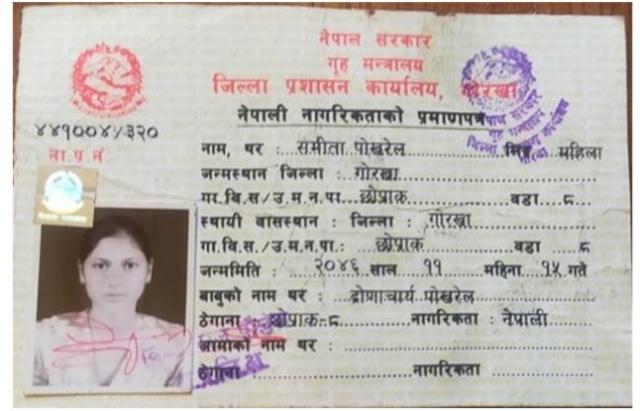 नेपाल सरकार
गृह मन्त्रालय
जिल्ला प्रशासन कार्यालय, गोरखा
नेपाली नागरिकताको प्रमाणपत्र
ना.प्र.नं.
नाम, थर : समीता पोखरेल लिङ्ग महिला
जन्मस्थान जिल्ला : गोरखा
गा.वि.स/उ.म.न.पा. छोप्राक वडा ८
स्थायी बासस्थान : जिल्ला : गोरखा
गा.वि.स./उ.म.न.पा.: छोप्राक वडा ८
जन्ममिति : २०४६ साल ११ महिना १५ गते
बाबुको नाम थर : द्रोणाचार्य पोखरेल
ठेगाना : छोप्राक-८ नागरिकता : नेपाली
आमाको नाम थर :
ठेगाना नागरिकता